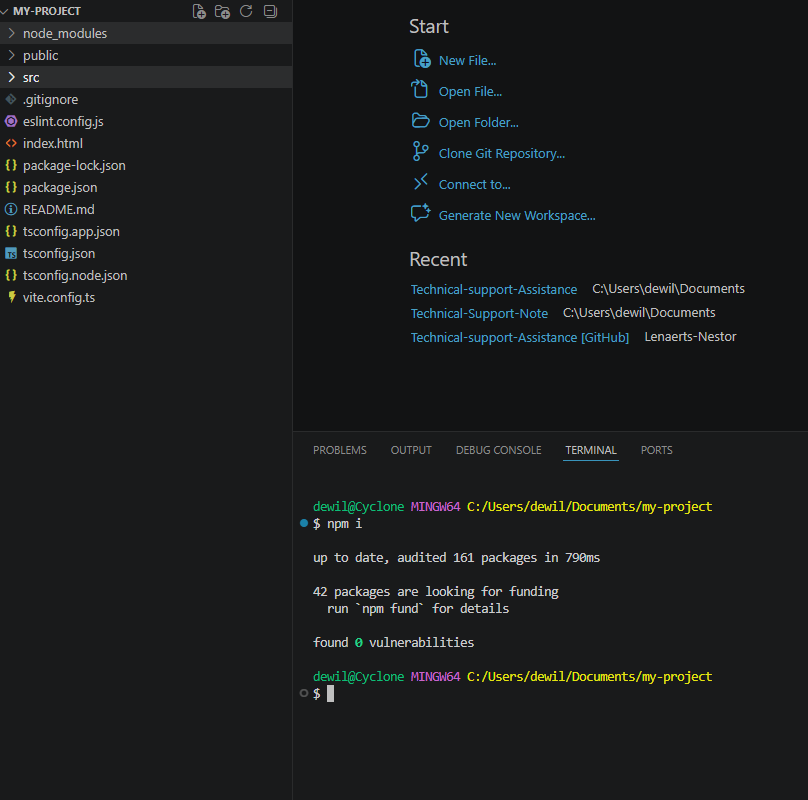 MY-PROJECT
node_modules
public
src
.gitignore
eslint.config.js
index.html
package-lock.json
package.json
README.md
tsconfig.app.json
tsconfig.json
tsconfig.node.json
vite.config.ts
Start
New File...
Open File...
Open Folder...
Clone Git Repository...
Connect to...
Generate New Workspace...
Recent
Technical-support-Assistance C:\Users\dewil\Documents
Technical-Support-Note C:\Users\dewil\Documents
Technical-support-Assistance [GitHub] Lenaerts-Nestor
PROBLEMS OUTPUT DEBUG CONSOLE TERMINAL PORTS
dewil@Cyclone MINGW64 C:/Users/dewil/Documents/my-project
$ npm i
up to date, audited 161 packages in 790ms
42 packages are looking for funding
run `npm fund` for details
found 0 vulnerabilities
dewil@Cyclone MINGW64 C:/Users/dewil/Documents/my-project
$